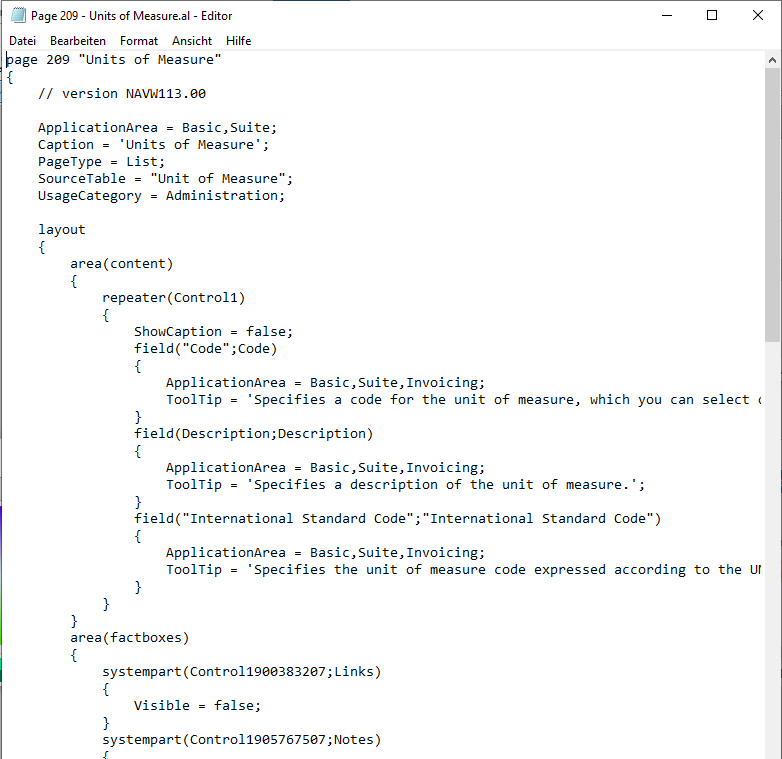 Page 209 - Units of Measure.al - Editor
Datei Bearbeiten Format Ansicht Hilfe
page 209 "Units of Measure"
{
    // version NAVW113.00

    ApplicationArea = Basic,Suite;
    Caption = 'Units of Measure';
    PageType = List;
    SourceTable = "Unit of Measure";
    UsageCategory = Administration;

    layout
    {
        area(content)
        {
            repeater(Control1)
            {
                ShowCaption = false;
                field("Code";Code)
                {
                    ApplicationArea = Basic,Suite,Invoicing;
                    ToolTip = 'Specifies a code for the unit of measure, which you can select
                }
                field(Description;Description)
                {
                    ApplicationArea = Basic,Suite,Invoicing;
                    ToolTip = 'Specifies a description of the unit of measure.';
                }
                field("International Standard Code";"International Standard Code")
                {
                    ApplicationArea = Basic,Suite,Invoicing;
                    ToolTip = 'Specifies the unit of measure code expressed according to the
                }
            }
        }
        area(factboxes)
        {
            systempart(Control1900383207;Links)
            {
                Visible = false;
            }
            systempart(Control1905767507;Notes)
            {